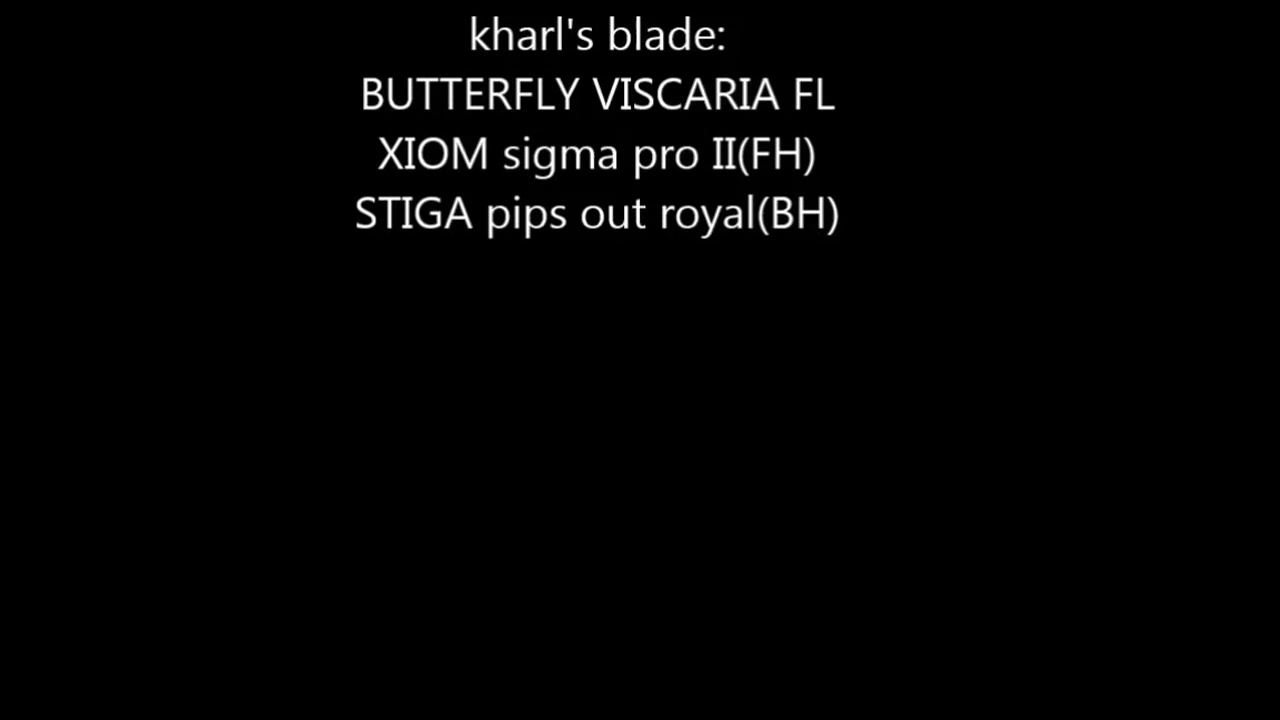 kharl's blade:
BUTTERFLY VISCARIA FL
XIOM sigma pro II(FH)
STIGA pips out royal(BH)